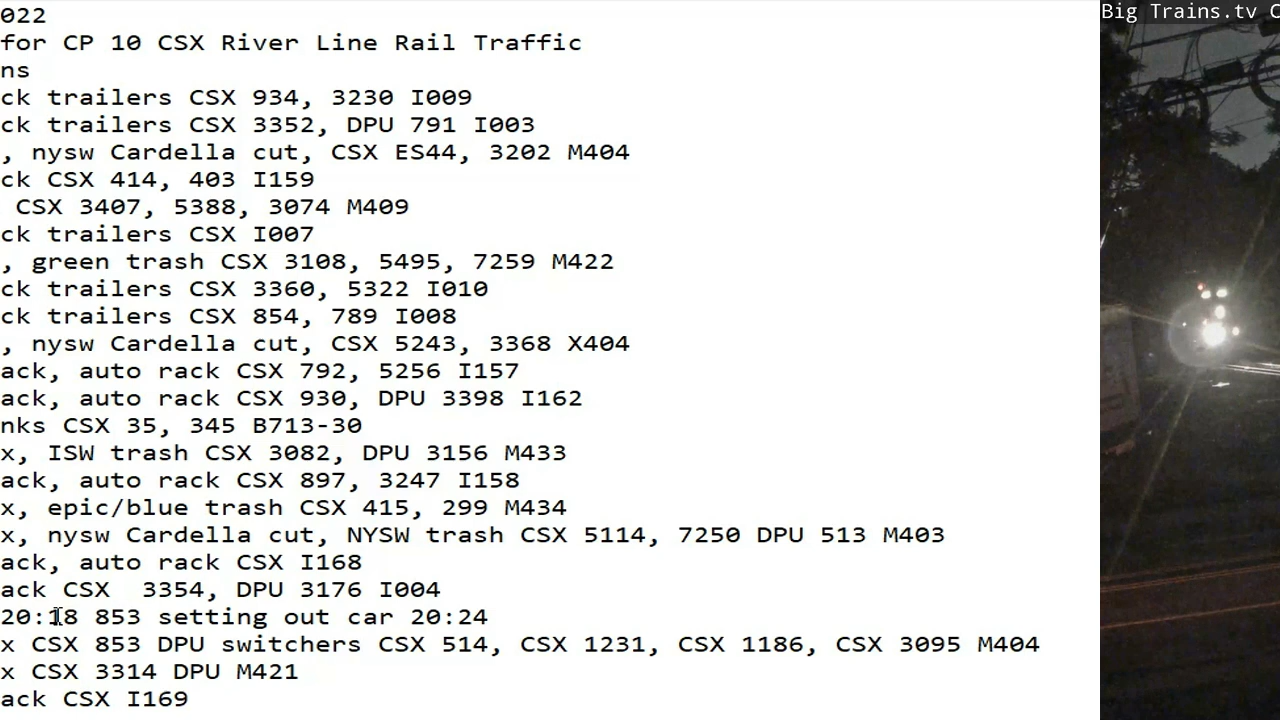 022
for CP 10 CSX River Line Rail Traffic
ns
ck trailers CSX 934, 3230 I009
ck trailers CSX 3352, DPU 791 I003
, nysw Cardella cut, CSX ES44, 3202 M404
ck CSX 414, 403 I159
CSX 3407, 5388, 3074 M409
ck trailers CSX I007
, green trash CSX 3108, 5495, 7259 M422
ck trailers CSX 3360, 5322 I010
ck trailers CSX 854, 789 I008
, nysw Cardella cut, CSX 5243, 3368 X404
ack, auto rack CSX 792, 5256 I157
ack, auto rack CSX 930, DPU 3398 I162
nks CSX 35, 345 B713-30
x, ISW trash CSX 3082, DPU 3156 M433
ack, auto rack CSX 897, 3247 I158
x, epic/blue trash CSX 415, 299 M434
x, nysw Cardella cut, NYSW trash CSX 5114, 7250 DPU 513 M403
ack, auto rack CSX I168
ack CSX  3354, DPU 3176 I004
20:18 853 setting out car 20:24
x CSX 853 DPU switchers CSX 514, CSX 1231, CSX 1186, CSX 3095 M404
x CSX 3314 DPU M421
ack CSX I169
Big Trains.tv C